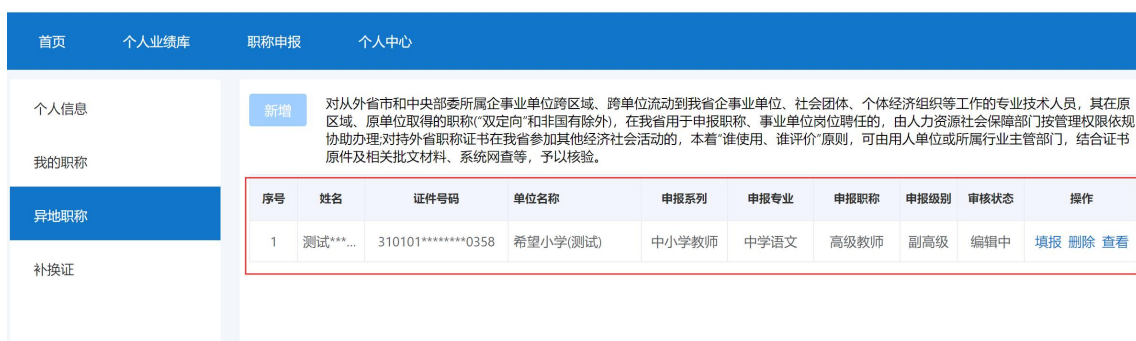 首页 个人业绩库 职称申报 个人中心
个人信息
我的职称
异地职称
补换证
新增
对从外省市和中央部委所属企事业单位跨区域、跨单位流动到我省企事业单位、社会团体、个体经济组织等工作的专业技术人员，其在原
区域、原单位取得的职称(“双定向”和非国有除外)，在我省用于申报职称、事业单位岗位聘任的，由人力资源社会保障部门按管理权限依规
协助办理;对持外省职称证书在我省参加其他经济社会活动的，本着“谁使用、谁评价”原则，可由用人单位或所属行业主管部门，结合证书
原件及相关批文材料、系统网查等，予以核验。
序号 姓名 证件号码 单位名称 申报系列 申报专业 申报职称 申报级别 审核状态 操作
1 测试***... 310101********0358 希望小学(测试) 中小学教师 中学语文 高级教师 副高级 编辑中 填报 删除 查看